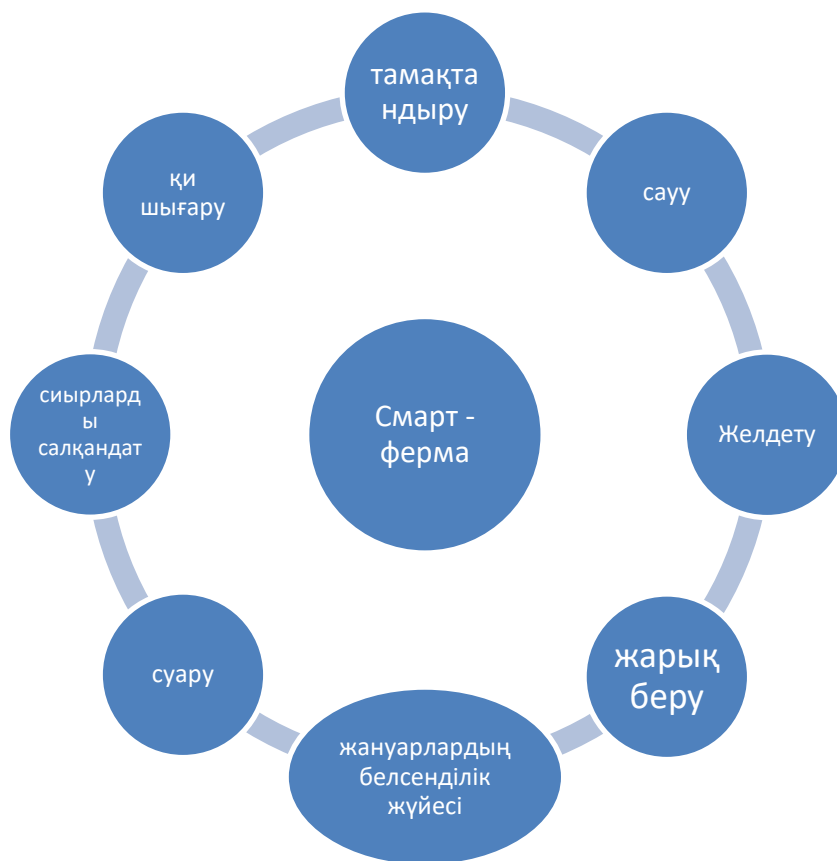 тамақта
ндыру
сауу
Желдету
жарық
беру
жануарлардың
белсенділік
жүйесі
суару
сиырлард
ы
салқандат
у
қи
шығару
Смарт -
ферма